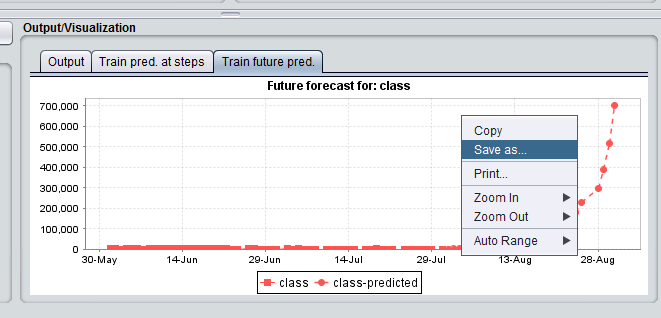 Output/Visualization
Output
Train pred. at steps
Train future pred.
Future forecast for: class
700,000
600,000
500,000
400,000
300,000
200,000
100,000
0
30-May
14-Jun
29-Jun
14-Jul
29-Jul
13-Aug
28-Aug
Copy
Save as...
Print...
Zoom In
Zoom Out
Auto Range
class
class-predicted